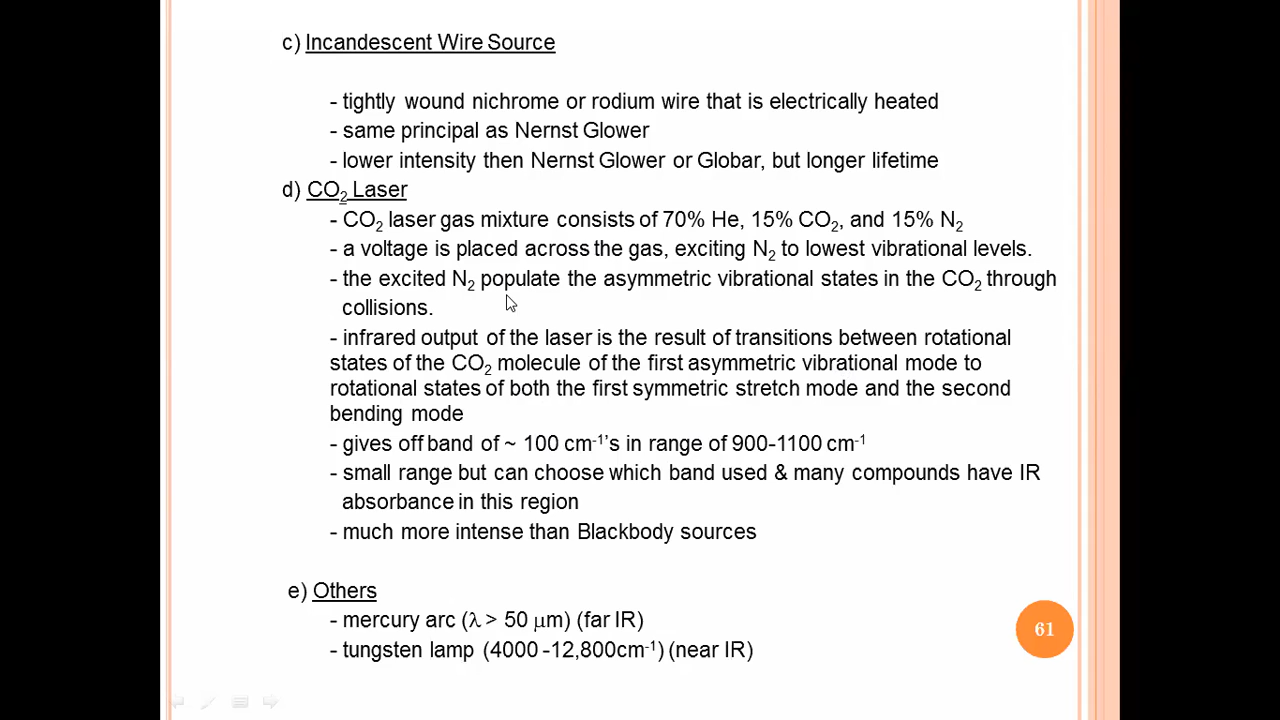 c) Incandescent Wire Source
- tightly wound nichrome or rodium wire that is electrically heated
- same principal as Nernst Glower
- lower intensity then Nernst Glower or Globar, but longer lifetime
d) CO₂ Laser
- CO₂ laser gas mixture consists of 70% He, 15% CO₂, and 15% N₂
- a voltage is placed across the gas, exciting N₂ to lowest vibrational levels.
- the excited N₂ populate the asymmetric vibrational states in the CO₂ through
collisions.
- infrared output of the laser is the result of transitions between rotational
states of the CO₂ molecule of the first asymmetric vibrational mode to
rotational states of both the first symmetric stretch mode and the second
bending mode
- gives off band of ~ 100 cm⁻¹'s in range of 900-1100 cm⁻¹
- small range but can choose which band used & many compounds have IR
absorbance in this region
- much more intense than Blackbody sources
e) Others
- mercury arc (λ > 50 μm) (far IR)
- tungsten lamp (4000 -12,800cm⁻¹) (near IR)
61